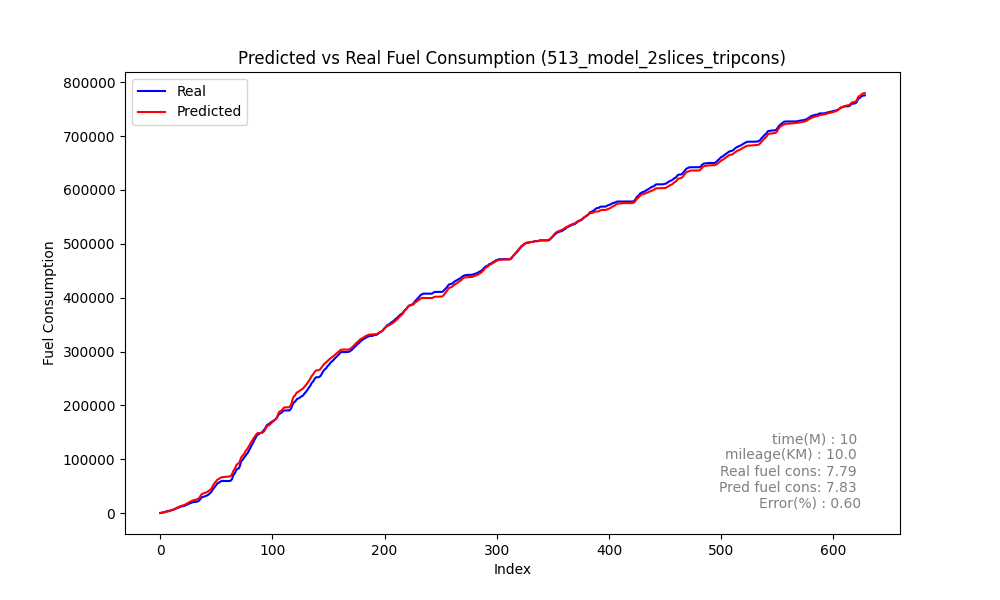 Predicted vs Real Fuel Consumption (513_model_2slices_tripcons)
Real
Predicted
800000
700000
600000
500000
400000
300000
200000
100000
0
Fuel Consumption
time(M) : 10
mileage(KM) : 10.0
Real fuel cons: 7.79
Pred fuel cons: 7.83
Error(%) : 0.60
0 100 200 300 400 500 600
Index